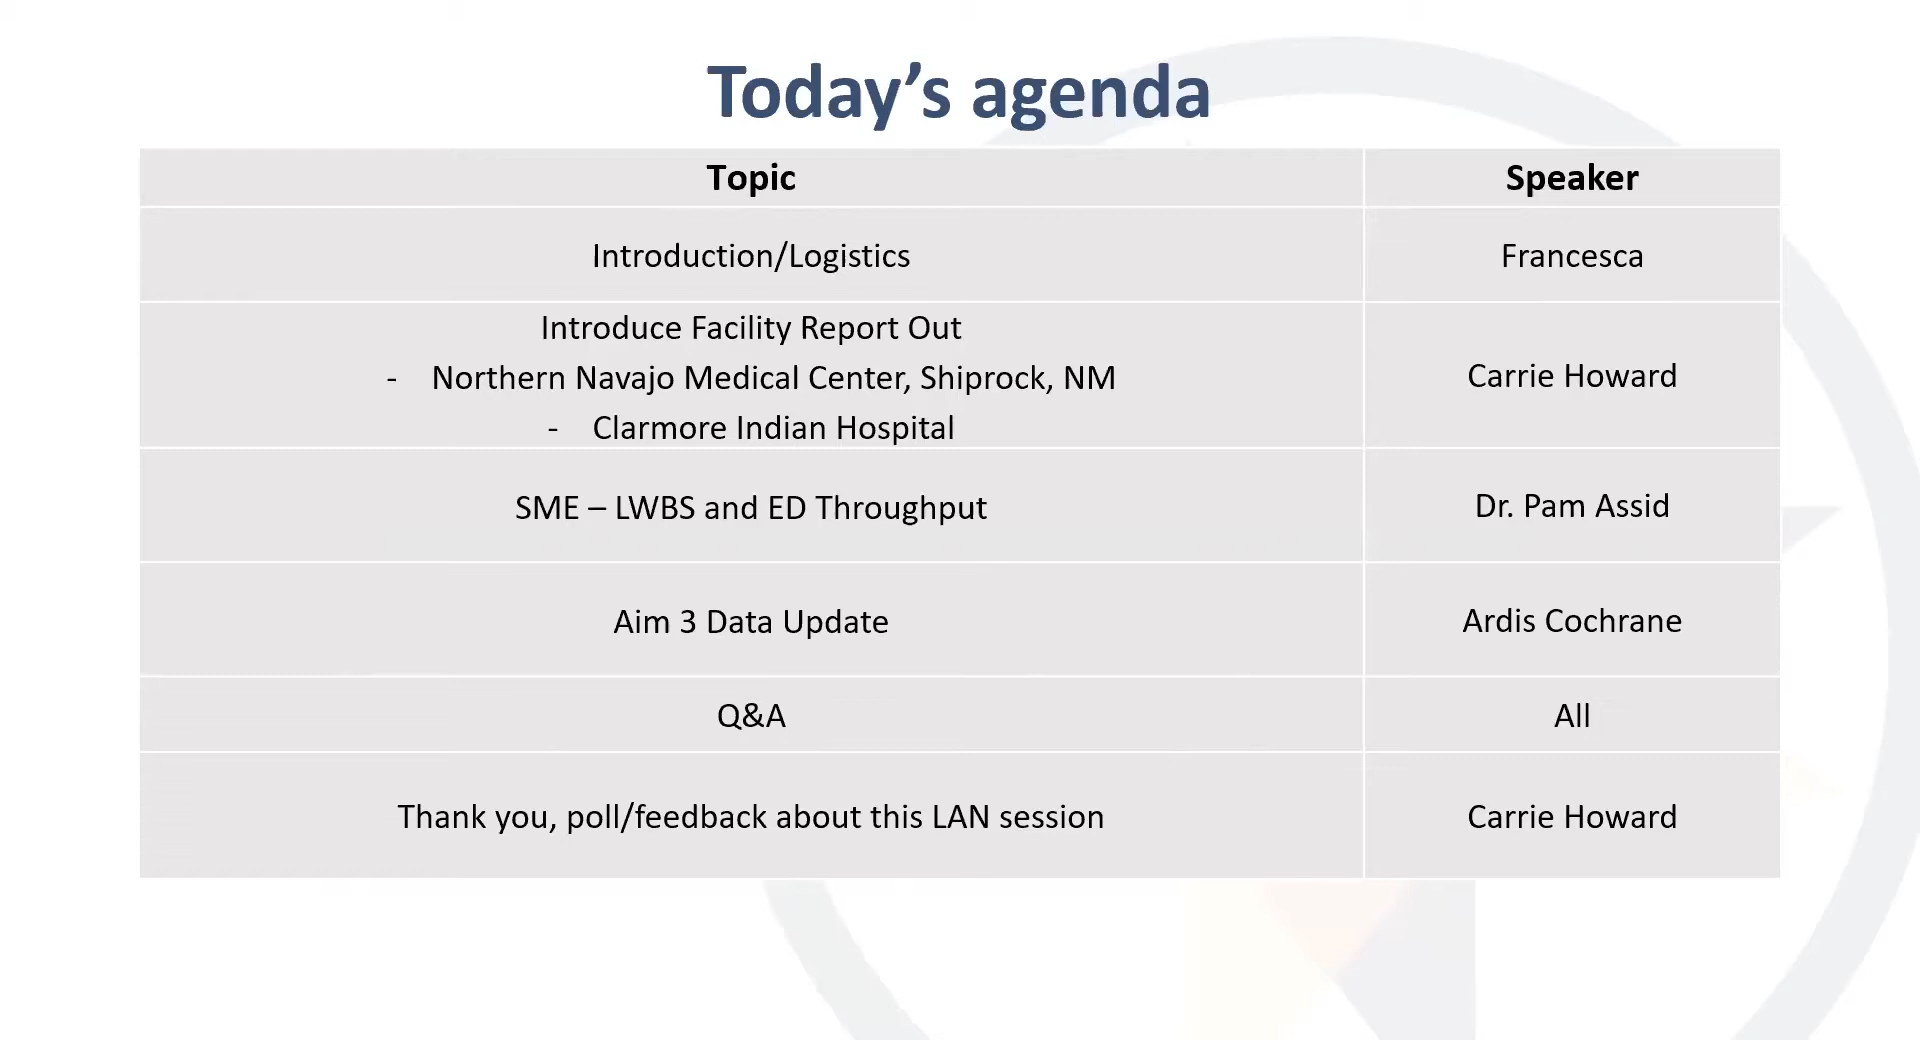 Today’s agenda
Topic
Speaker
Introduction/Logistics
Francesca
Introduce Facility Report Out
- Northern Navajo Medical Center, Shiprock, NM
- Clarmore Indian Hospital
Carrie Howard
SME – LWBS and ED Throughput
Dr. Pam Assid
Aim 3 Data Update
Ardis Cochrane
Q&A
All
Thank you, poll/feedback about this LAN session
Carrie Howard